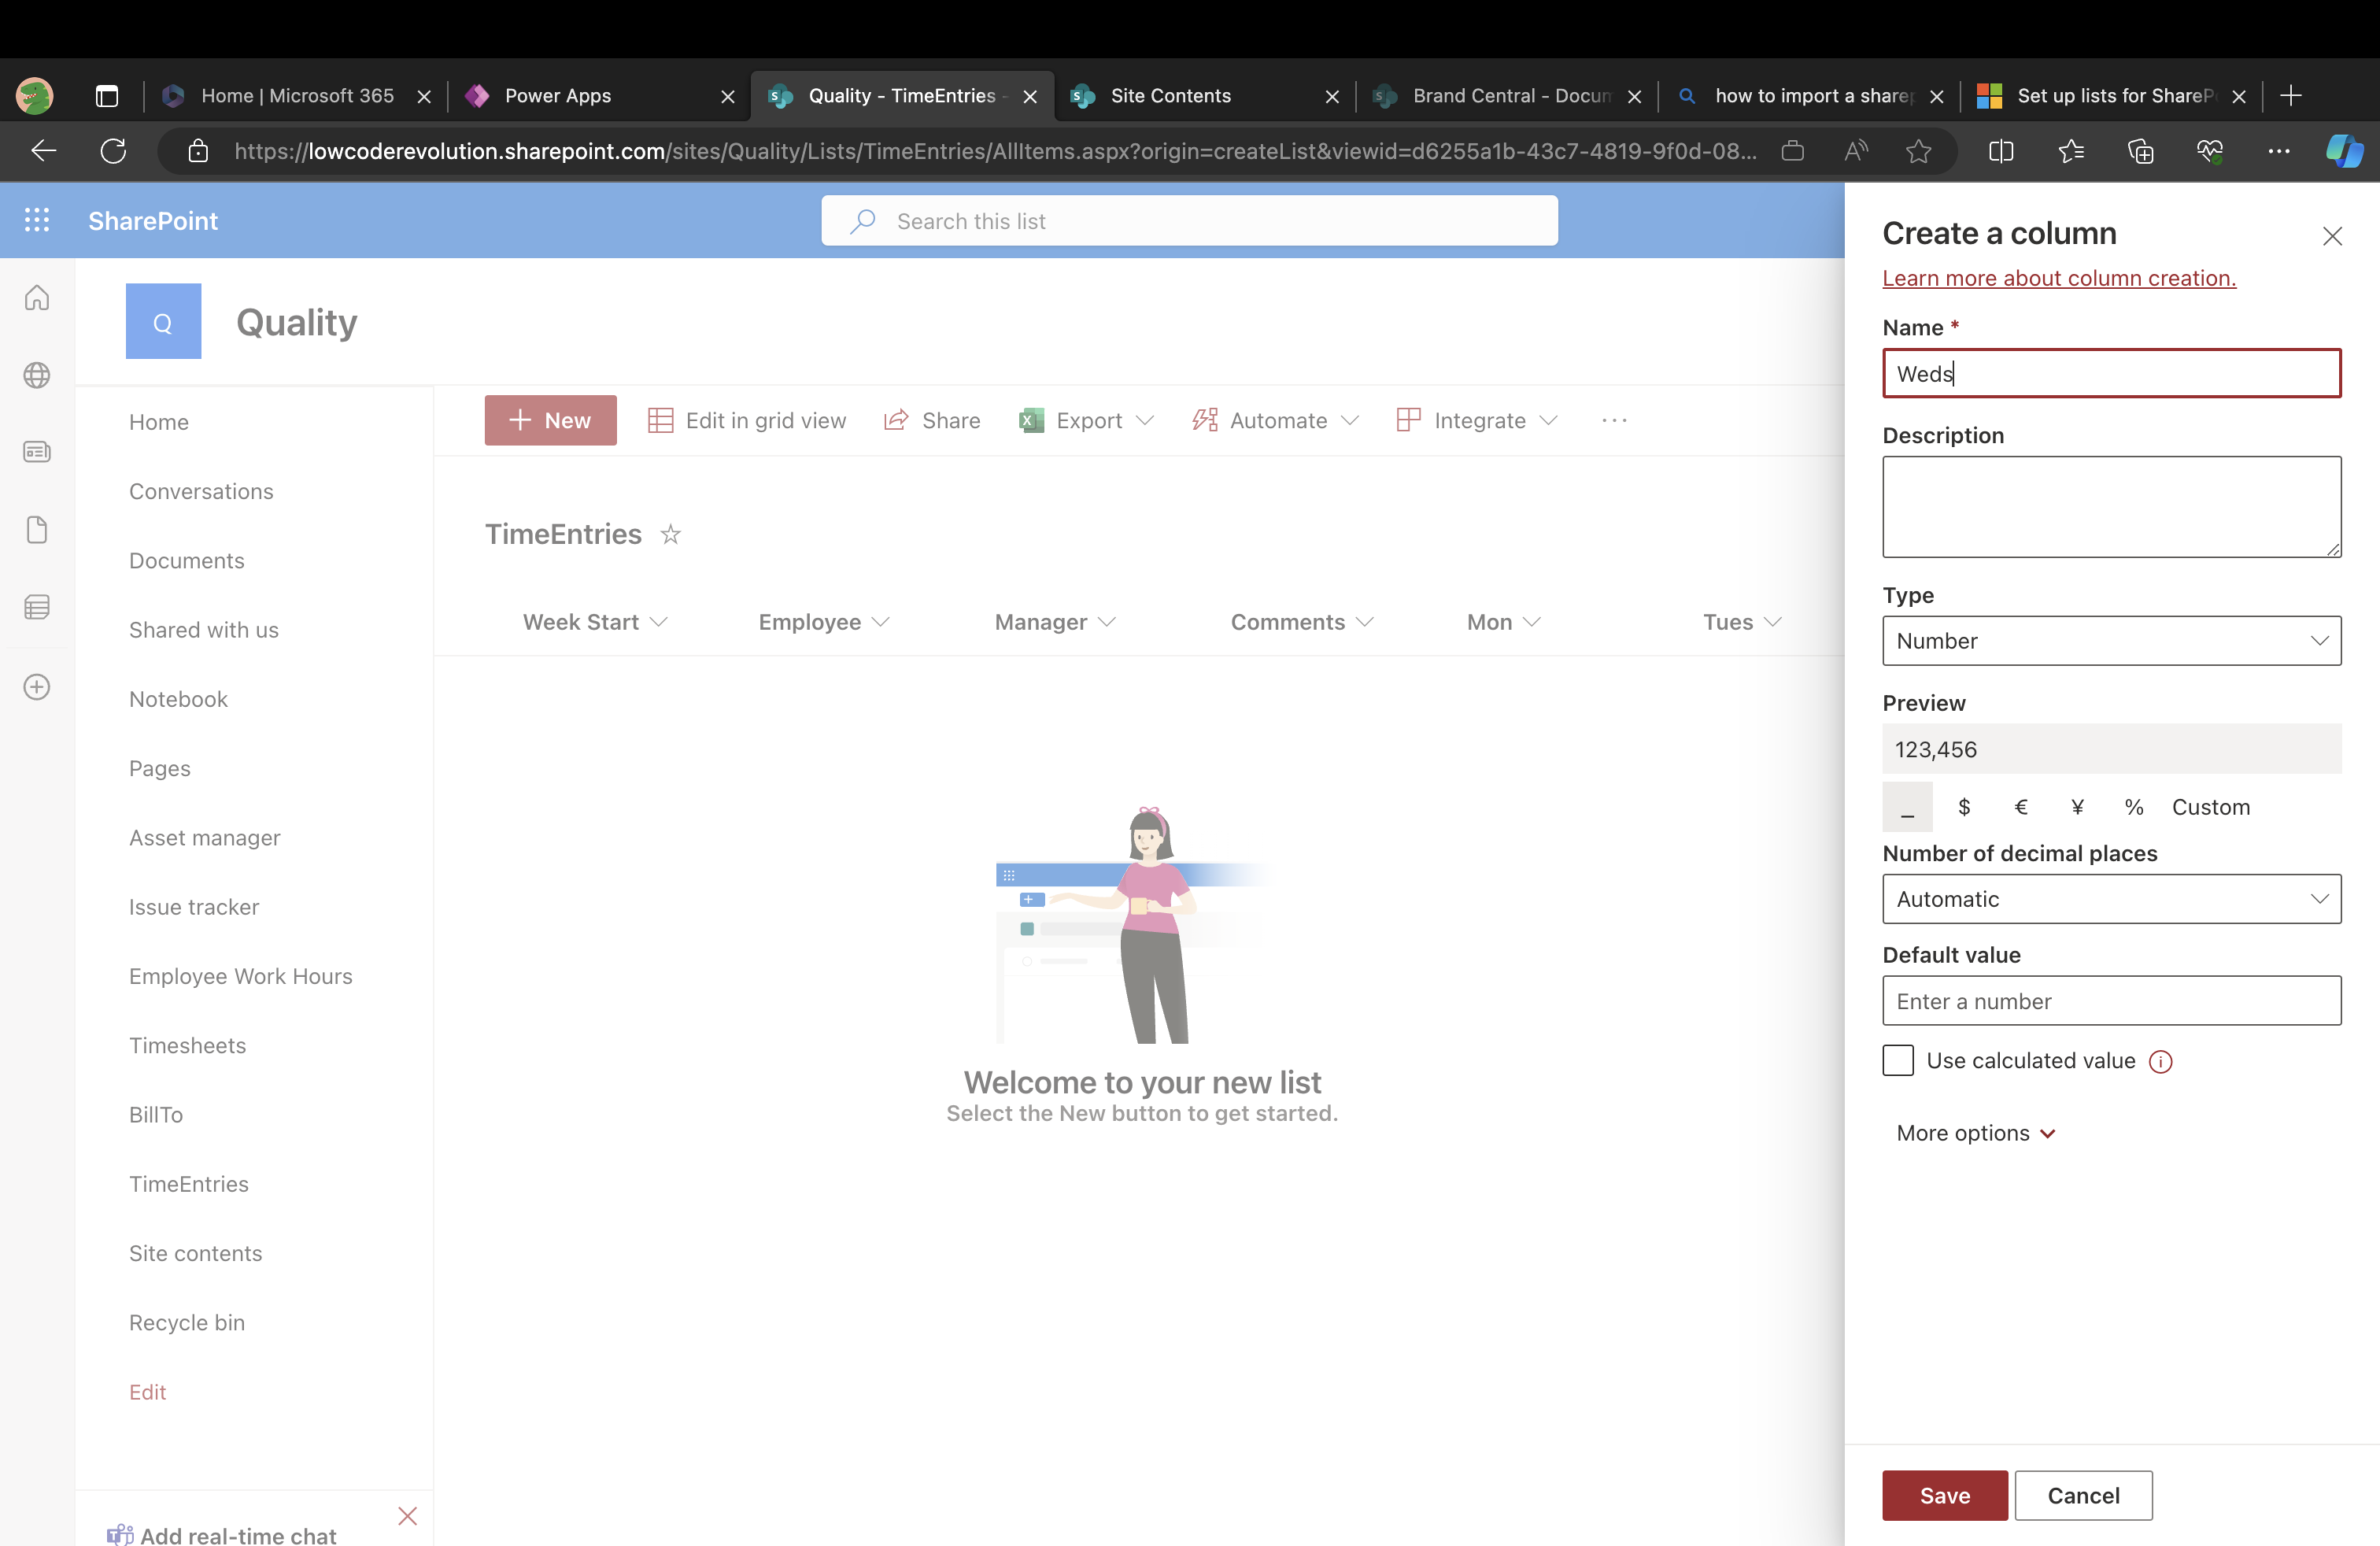 Home | Microsoft 365
Power Apps
Quality - TimeEntries -
Site Contents
Brand Central - Docum
how to import a sharep
Set up lists for ShareP
https://lowcoderevolution.sharepoint.com/sites/Quality/Lists/TimeEntries/AllItems.aspx?origin=createList&viewid=d6255a1b-43c7-4819-9f0d-08...
SharePoint
Search this list
Q
Quality
Home
Conversations
Documents
Shared with us
Notebook
Pages
Asset manager
Issue tracker
Employee Work Hours
Timesheets
BillTo
TimeEntries
Site contents
Recycle bin
Edit
Add real-time chat
New
Edit in grid view
Share
Export
Automate
Integrate
TimeEntries
Week Start
Employee
Manager
Comments
Mon
Tues
Welcome to your new list
Select the New button to get started.
Create a column
Learn more about column creation.
Name *
Weds
Description
Type
Number
Preview
123,456
_ $ € ¥ % Custom
Number of decimal places
Automatic
Default value
Enter a number
Use calculated value
More options
Save
Cancel